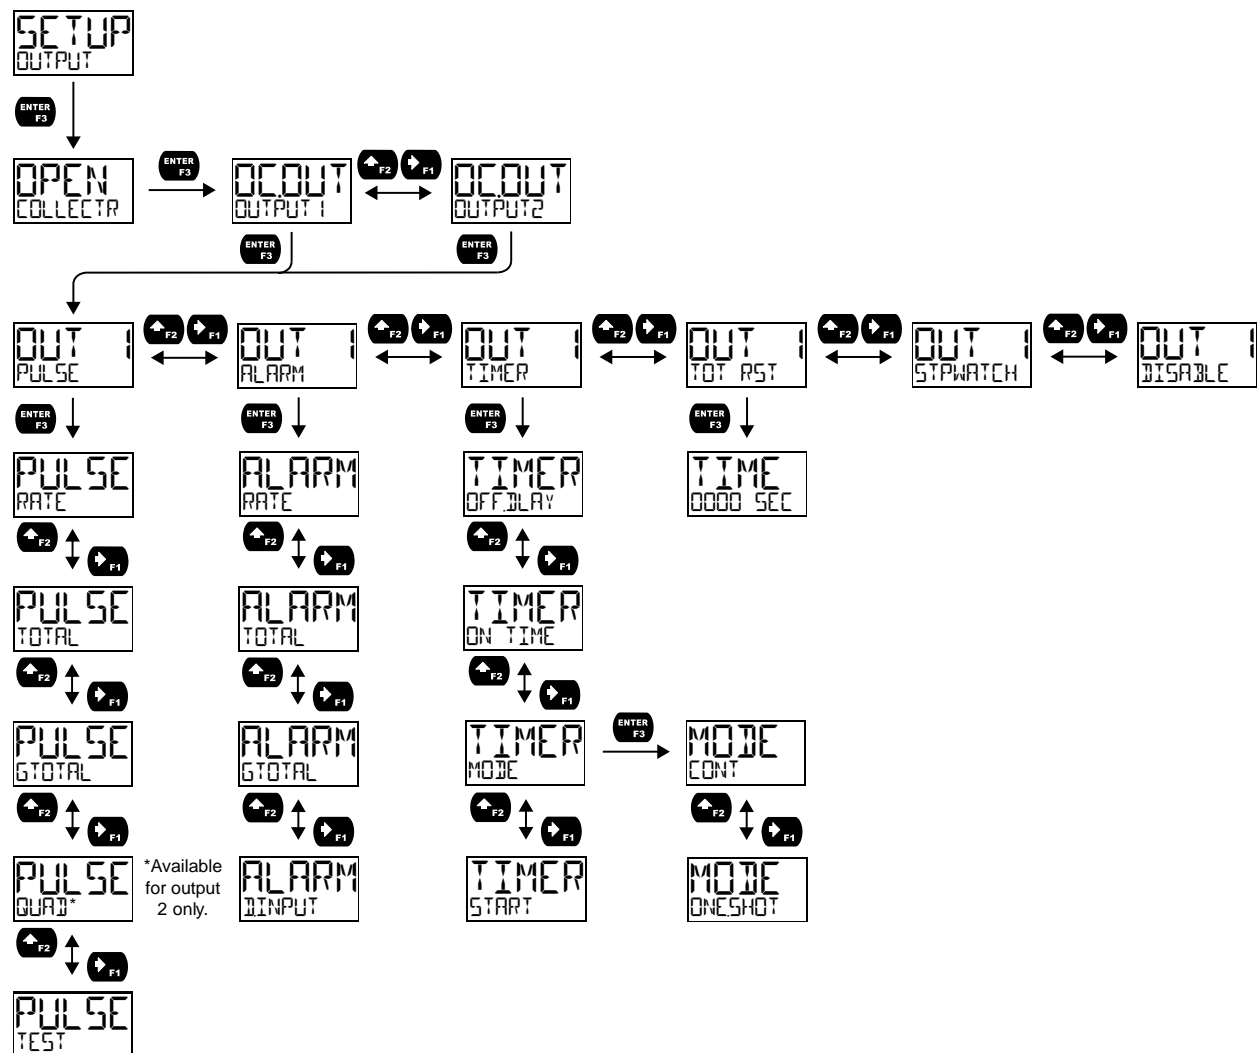 SETUP
OUTPUT
ENTER
F3
OPEN
COLLECTR
ENTER
F3
OC.OUT
OUTPUT1
F2
F1
OC.OUT
OUTPUT2
ENTER
F3
ENTER
F3
OUT 1
PULSE
F2
F1
OUT 1
ALARM
F2
F1
OUT 1
TIMER
F2
F1
OUT 1
TOT RST
F2
F1
OUT 1
STPWATCH
F2
F1
OUT 1
DISABLE
ENTER
F3
ENTER
F3
ENTER
F3
ENTER
F3
PULSE
RATE
ALARM
RATE
TIMER
OFF.DLAY
TIME
0000 SEC
F2
F1
F2
F1
F2
F1
PULSE
TOTAL
ALARM
TOTAL
TIMER
ON TIME
F2
F1
F2
F1
F2
F1
PULSE
GTOTAL
ALARM
GTOTAL
TIMER
MODE
ENTER
F3
MODE
CONT
F2
F1
F2
F1
F2
F1
F2
F1
PULSE
QUAD*
*Available
for output
2 only.
ALARM
D.INPUT
TIMER
START
MODE
ONE.SHOT
F2
F1
PULSE
TEST